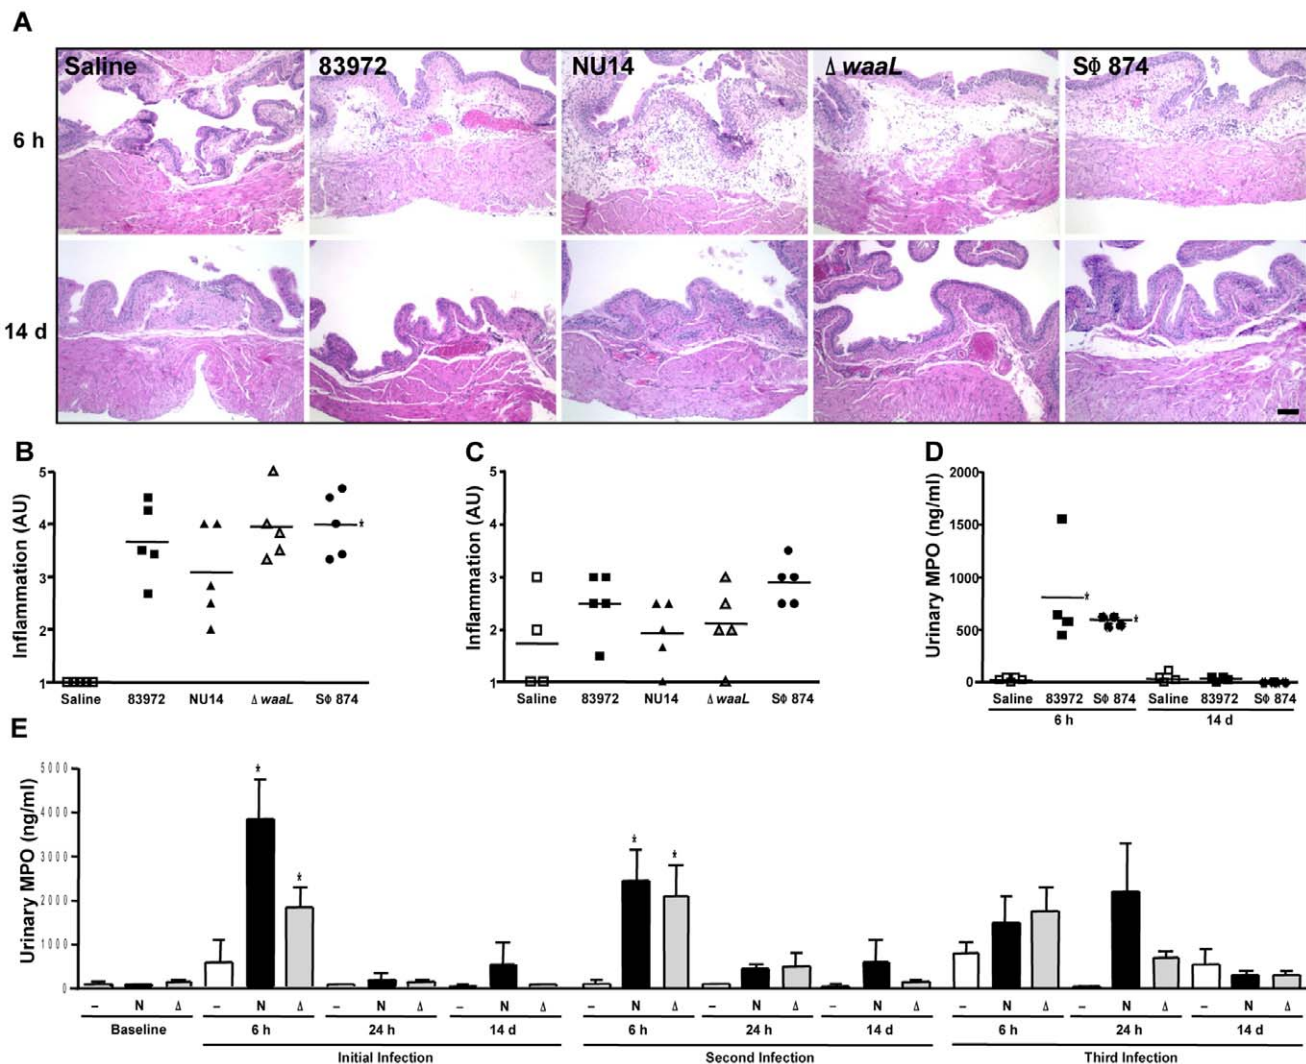 A
Saline 83972 NU14 Δ waaL SΦ 874
6 h
14 d
B
Inflammation (AU)
5
4
3
2
1
Saline 83972 NU14 Δ waaL SΦ 874
C
Inflammation (AU)
5
4
3
2
1
Saline 83972 NU14 Δ waaL SΦ 874
D
Urinary MPO (ng/ml)
2000
1500
1000
500
0
Saline 83972 SΦ 874 Saline 83972 SΦ 874
6 h 14 d
E
Urinary MPO (ng/ml)
5000
4000
3000
2000
1000
0
– N Δ – N Δ – N Δ – N Δ – N Δ – N Δ – N Δ – N Δ – N Δ – N Δ
Baseline 6 h 24 h 14 d 6 h 24 h 14 d 6 h 24 h 14 d
Initial Infection Second Infection Third Infection